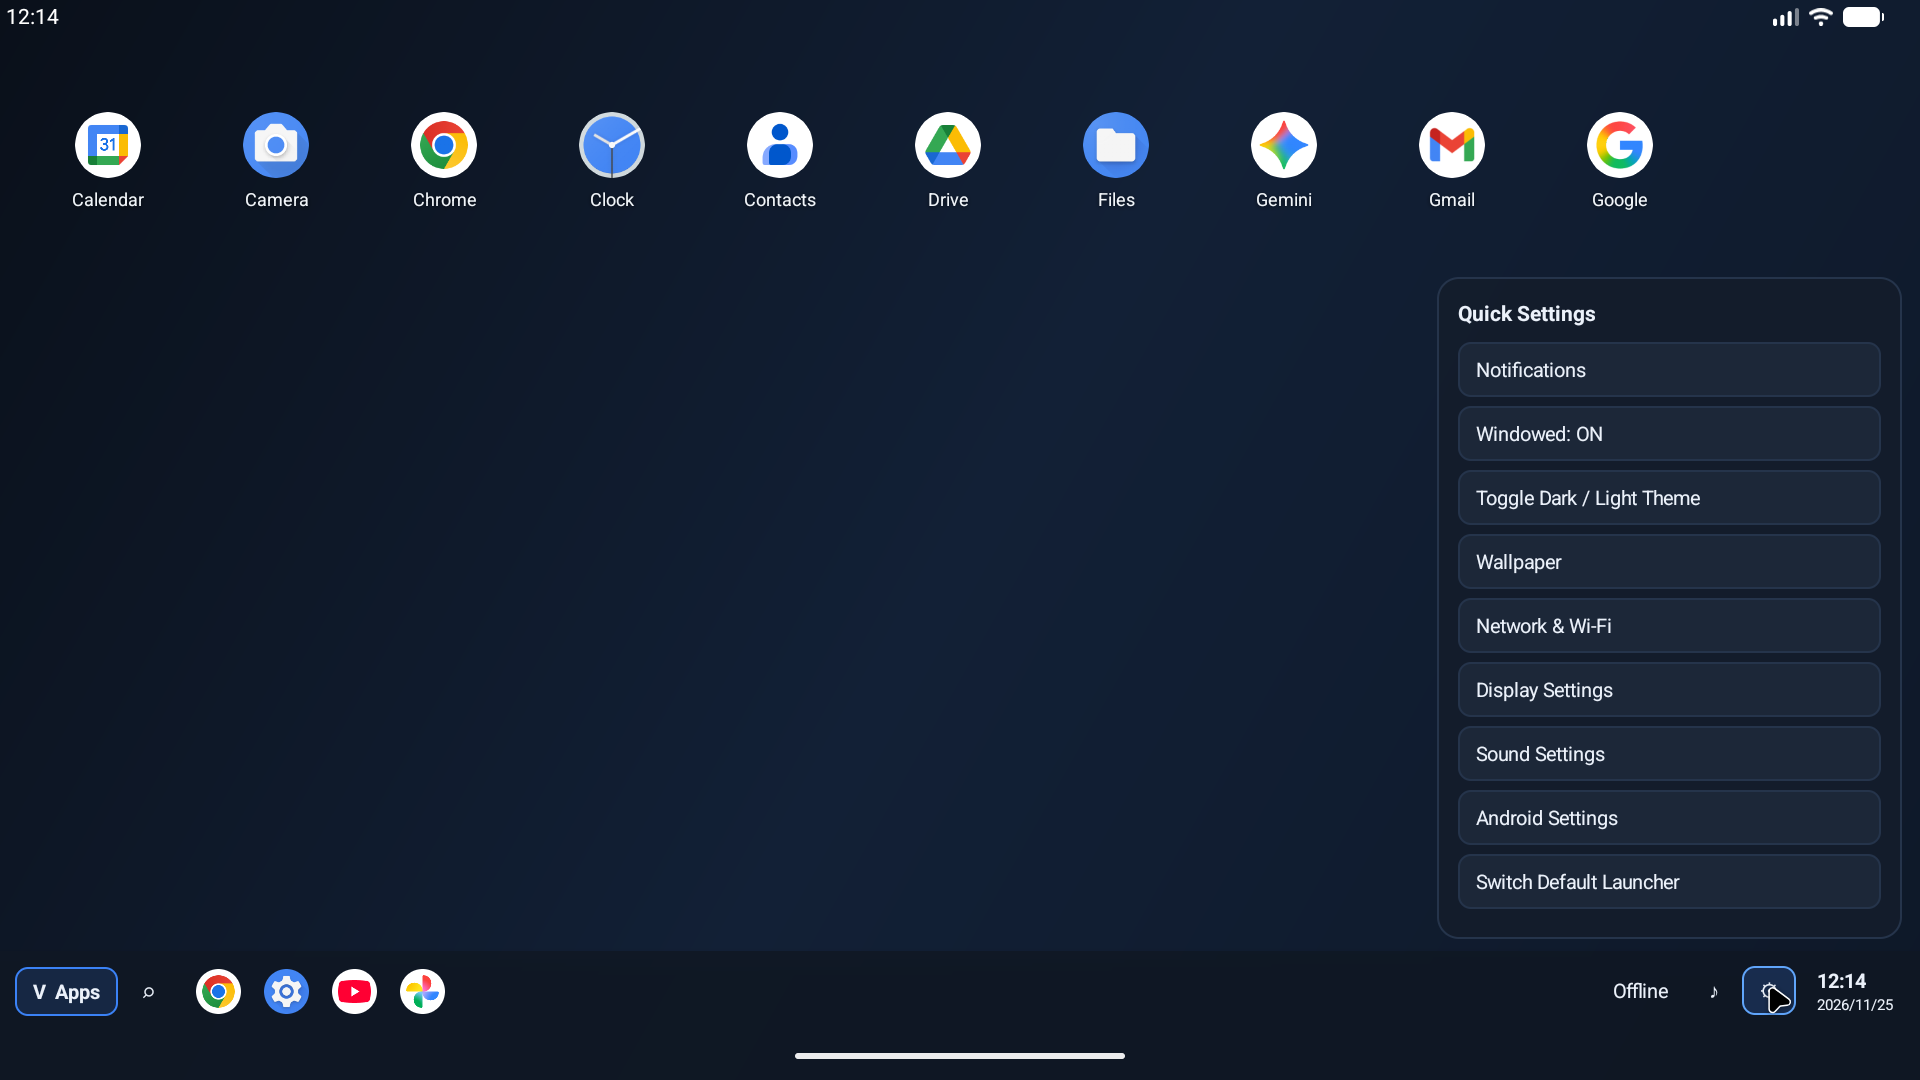 12:14
31
Calendar
Camera
Chrome
Clock
Contacts
Drive
Files
Gemini
Gmail
Google
Quick Settings
Notifications
Windowed: ON
Toggle Dark / Light Theme
Wallpaper
Network & Wi-Fi
Display Settings
Sound Settings
Android Settings
Switch Default Launcher
V Apps
Offline
12:14
2026/11/25